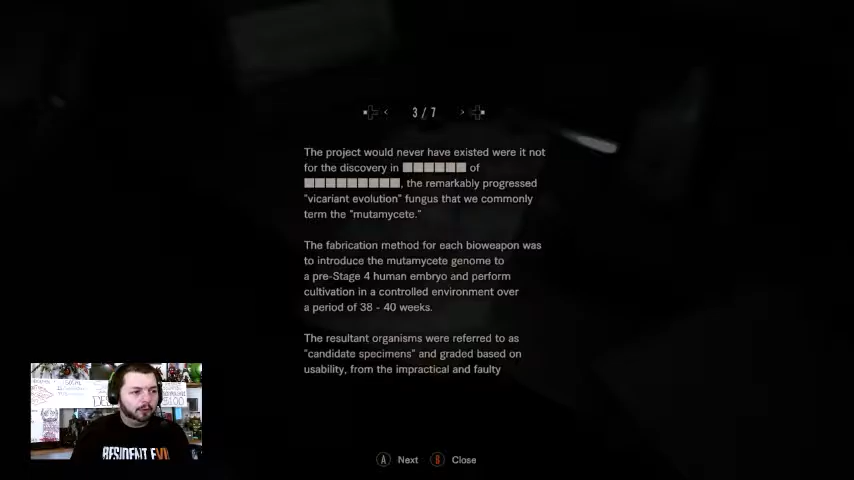 3 / 7
The project would never have existed were it not
for the discovery in ■■■■■■ of
■■■■■■■■■, the remarkably progressed
"vicariant evolution" fungus that we commonly
term the "mutamycete."
The fabrication method for each bioweapon was
to introduce the mutamycete genome to
a pre-Stage 4 human embryo and perform
cultivation in a controlled environment over
a period of 38 - 40 weeks.
The resultant organisms were referred to as
"candidate specimens" and graded based on
usability, from the impractical and faulty
RESIDENT EVIL
A Next B Close